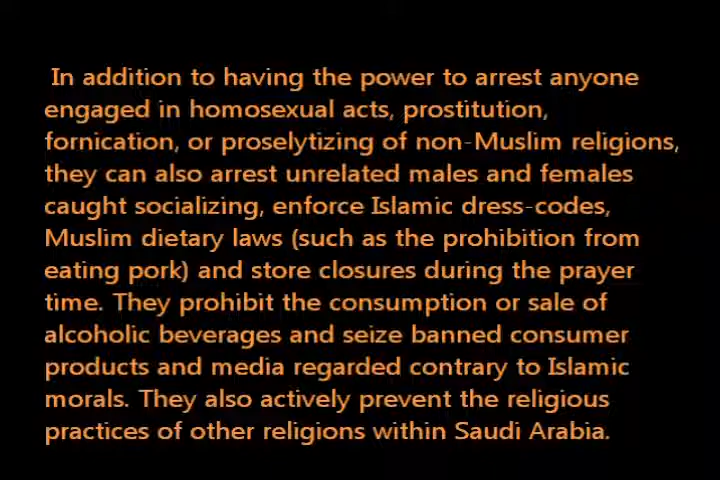 In addition to having the power to arrest anyone
engaged in homosexual acts, prostitution,
fornication, or proselytizing of non-Muslim religions,
they can also arrest unrelated males and females
caught socializing, enforce Islamic dress-codes,
Muslim dietary laws (such as the prohibition from
eating pork) and store closures during the prayer
time. They prohibit the consumption or sale of
alcoholic beverages and seize banned consumer
products and media regarded contrary to Islamic
morals. They also actively prevent the religious
practices of other religions within Saudi Arabia.